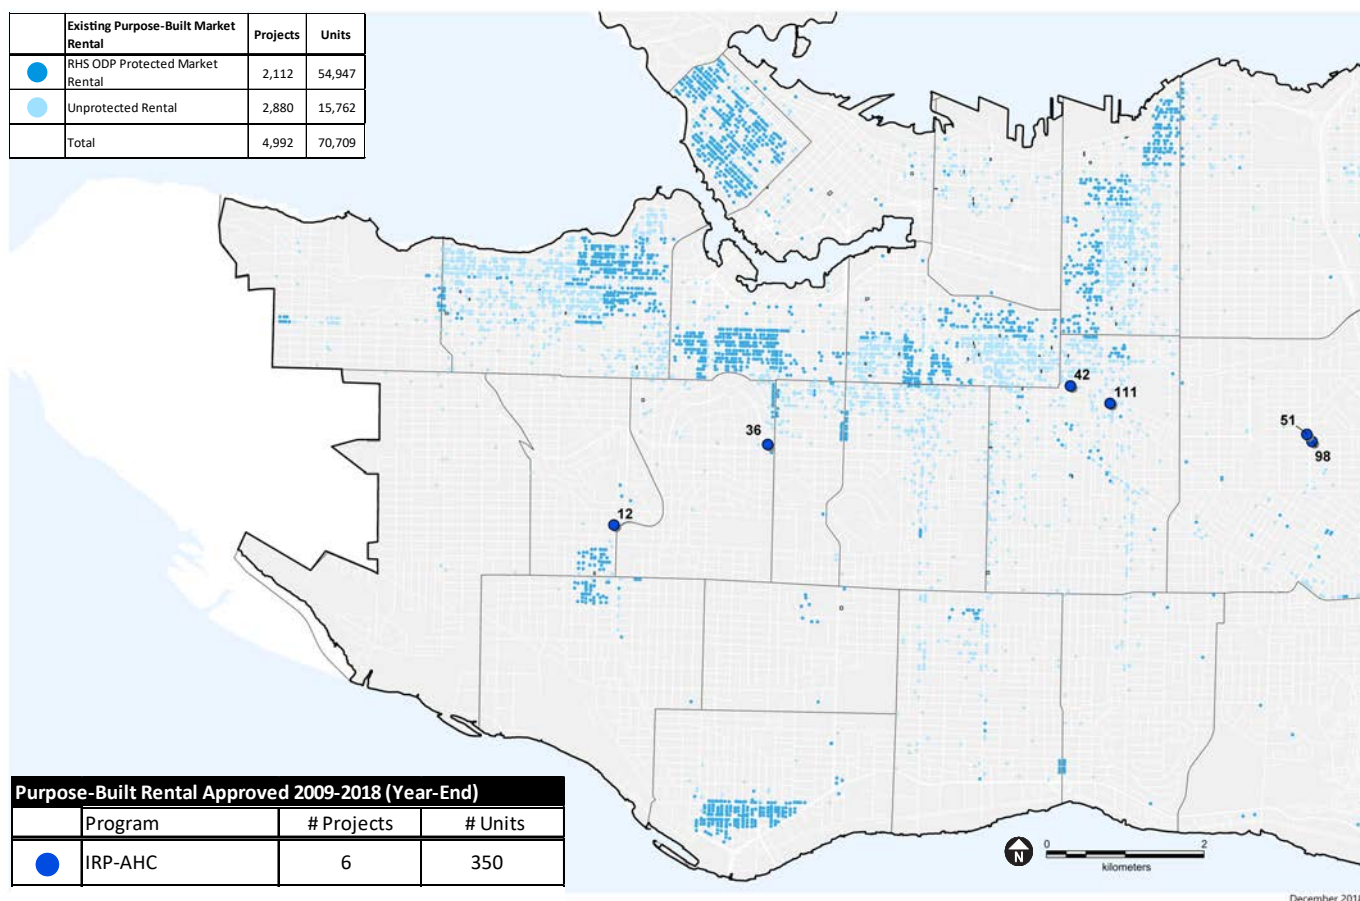 Existing Purpose-Built Market Rental Projects Units
RHS ODP Protected Market Rental 2,112 54,947
Unprotected Rental 2,880 15,762
Total 4,992 70,709
42
111
36
51
98
12
Purpose-Built Rental Approved 2009-2018 (Year-End)
Program # Projects # Units
IRP-AHC 6 350
N
0 2
kilometers
December 2018